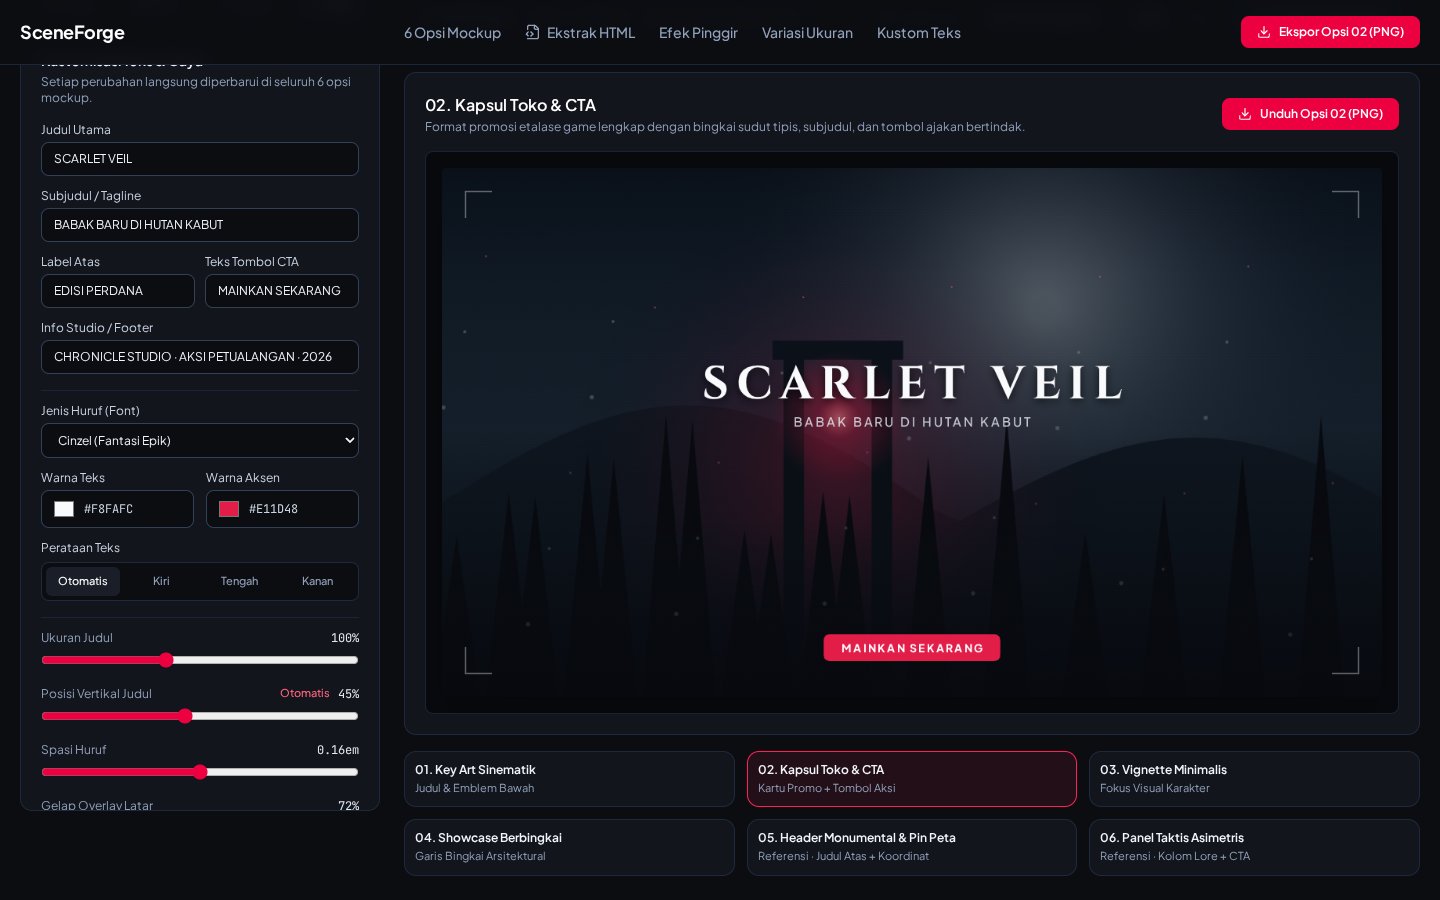 SceneForge
6 Opsi Mockup
Ekstrak HTML
Efek Pinggir
Variasi Ukuran
Kustom Teks
Ekspor Opsi 02 (PNG)
Setiap perubahan langsung diperbarui di seluruh 6 opsi
mockup.
Judul Utama
SCARLET VEIL
Subjudul / Tagline
BABAK BARU DI HUTAN KABUT
Label Atas
Teks Tombol CTA
EDISI PERDANA
MAINKAN SEKARANG
Info Studio / Footer
CHRONICLE STUDIO · AKSI PETUALANGAN · 2026
Jenis Huruf (Font)
Cinzel (Fantasi Epik)
Warna Teks
Warna Aksen
#F8FAFC
#E11D48
Perataan Teks
Otomatis
Kiri
Tengah
Kanan
Ukuran Judul
100%
Posisi Vertikal Judul
Otomatis
45%
Spasi Huruf
0.16em
Gelap Overlay Latar
72%
02. Kapsul Toko & CTA
Format promosi etalase game lengkap dengan bingkai sudut tipis, subjudul, dan tombol ajakan bertindak.
Unduh Opsi 02 (PNG)
SCARLET VEIL
BABAK BARU DI HUTAN KABUT
MAINKAN SEKARANG
01. Key Art Sinematik
Judul & Emblem Bawah
02. Kapsul Toko & CTA
Kartu Promo + Tombol Aksi
03. Vignette Minimalis
Fokus Visual Karakter
04. Showcase Berbingkai
Garis Bingkai Arsitektural
05. Header Monumental & Pin Peta
Referensi · Judul Atas + Koordinat
06. Panel Taktis Asimetris
Referensi · Kolom Lore + CTA